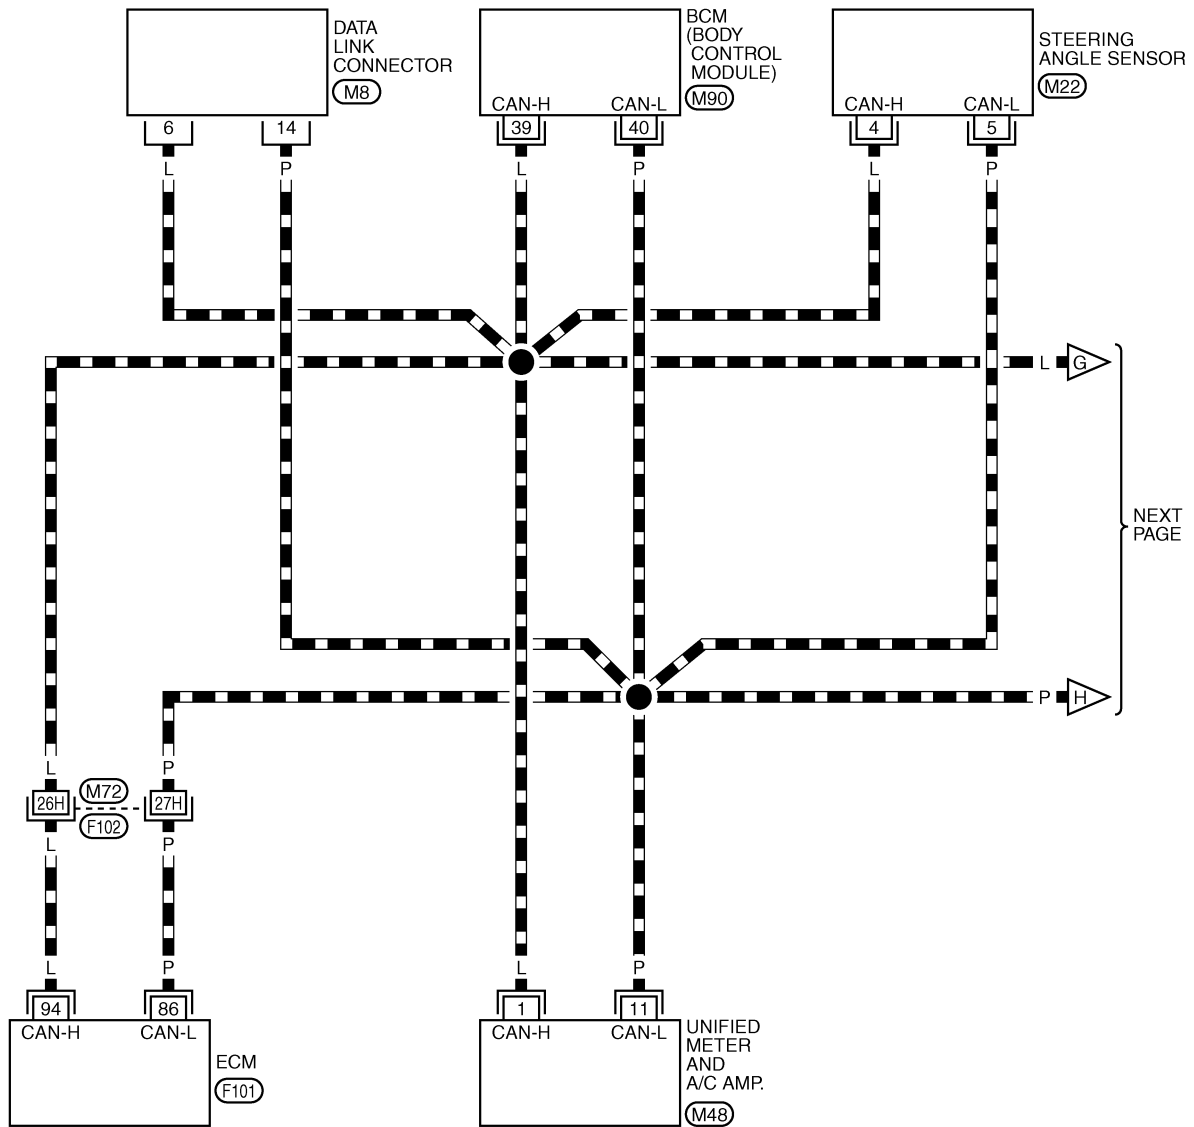 DATA
LINK
CONNECTOR
M8
BCM
(BODY
CONTROL
MODULE)
M90
STEERING
ANGLE SENSOR
M22
CAN-H CAN-L
CAN-H CAN-L
6 14 39 40 4 5
L P L P L P
L G
NEXT
PAGE
P H
L P
26H M72 27H
F102
L P
L P L P
94 86 1 11
CAN-H CAN-L
ECM
F101
CAN-H CAN-L
UNIFIED
METER
AND
A/C AMP.
M48